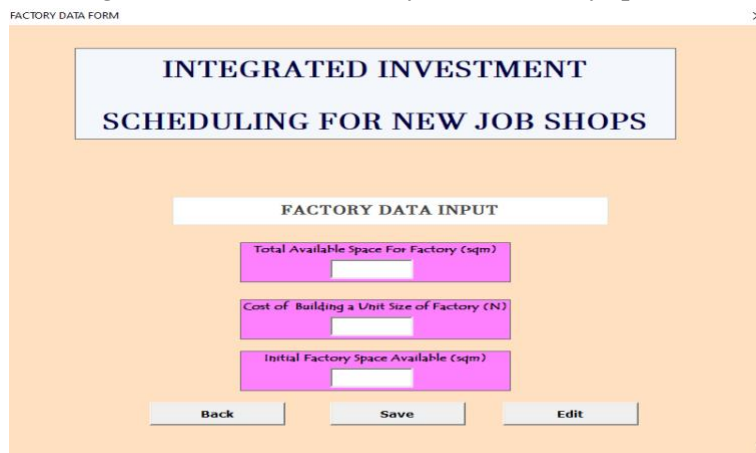 FACTORY DATA FORM
INTEGRATED INVESTMENT
SCHEDULING FOR NEW JOB SHOPS
FACTORY DATA INPUT
Total Available Space For Factory (sqm)
Cost of Building a Unit Size of Factory (N)
Initial Factory Space Available (sqm)
Back Save Edit